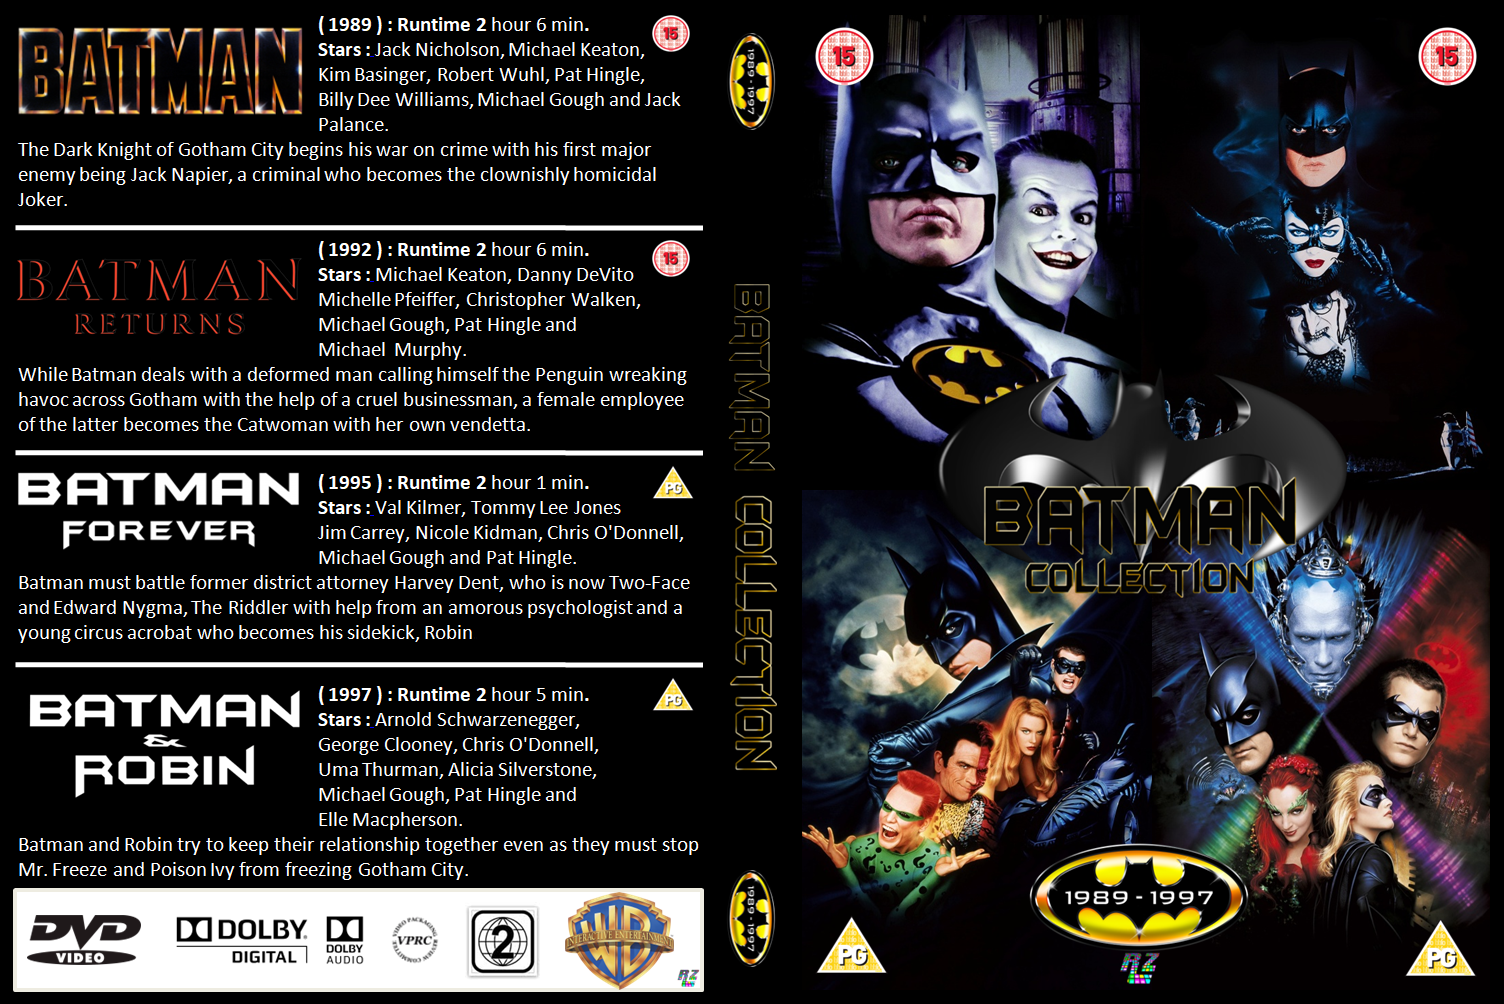 BATMAN
( 1989 ) : Runtime 2 hour 6 min.
15
Stars : Jack Nicholson, Michael Keaton,
Kim Basinger, Robert Wuhl, Pat Hingle,
Billy Dee Williams, Michael Gough and Jack
Palance.
The Dark Knight of Gotham City begins his war on crime with his first major
enemy being Jack Napier, a criminal who becomes the clownishly homicidal
Joker.
BATMAN
RETURNS
( 1992 ) : Runtime 2 hour 6 min.
15
Stars : Michael Keaton, Danny DeVito
Michelle Pfeiffer, Christopher Walken,
Michael Gough, Pat Hingle and
Michael Murphy.
While Batman deals with a deformed man calling himself the Penguin wreaking
havoc across Gotham with the help of a cruel businessman, a female employee
of the latter becomes the Catwoman with her own vendetta.
BATMAN
FOREVER
( 1995 ) : Runtime 2 hour 1 min.
PG
Stars : Val Kilmer, Tommy Lee Jones
Jim Carrey, Nicole Kidman, Chris O'Donnell,
Michael Gough and Pat Hingle.
Batman must battle former district attorney Harvey Dent, who is now Two-Face
and Edward Nygma, The Riddler with help from an amorous psychologist and a
young circus acrobat who becomes his sidekick, Robin
BATMAN
&
ROBIN
( 1997 ) : Runtime 2 hour 5 min.
PG
Stars : Arnold Schwarzenegger,
George Clooney, Chris O'Donnell,
Uma Thurman, Alicia Silverstone,
Michael Gough, Pat Hingle and
Elle Macpherson.
Batman and Robin try to keep their relationship together even as they must stop
Mr. Freeze and Poison Ivy from freezing Gotham City.
DVD
VIDEO
DOLBY
DIGITAL
DOLBY
AUDIO
VIDEO PACKAGING REVIEW COMMITTEE
VPRC
2
WB
INTERACTIVE ENTERTAINMENT
RZ
1989 - 1997
BATMAN COLLECTION
1989 - 1997
15
15
BATMAN
COLLECTION
1989 - 1997
PG
PG
RZ